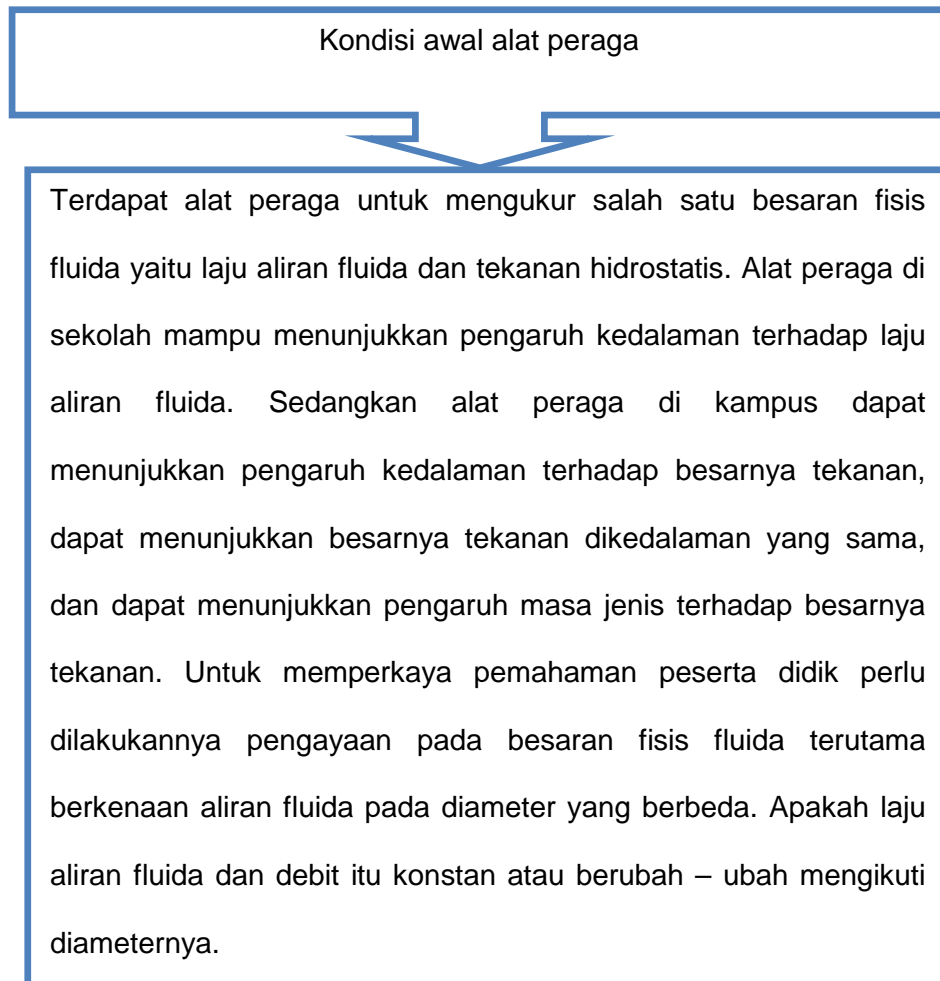 Kondisi awal alat peraga
Terdapat alat peraga untuk mengukur salah satu besaran fisis
fluida yaitu laju aliran fluida dan tekanan hidrostatis. Alat peraga di
sekolah mampu menunjukkan pengaruh kedalaman terhadap laju
aliran fluida. Sedangkan alat peraga di kampus dapat
menunjukkan pengaruh kedalaman terhadap besarnya tekanan,
dapat menunjukkan besarnya tekanan dikedalaman yang sama,
dan dapat menunjukkan pengaruh masa jenis terhadap besarnya
tekanan. Untuk memperkaya pemahaman peserta didik perlu
dilakukannya pengayaan pada besaran fisis fluida terutama
berkenaan aliran fluida pada diameter yang berbeda. Apakah laju
aliran fluida dan debit itu konstan atau berubah – ubah mengikuti
diameternya.